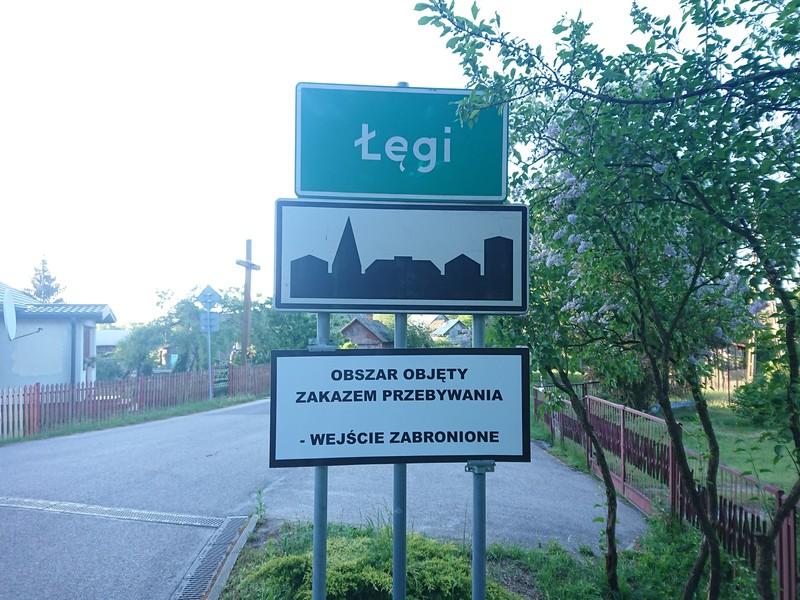 Łęgi
OBSZAR OBJĘTY
ZAKAZEM PRZEBYWANIA
- WEJŚCIE ZABRONIONE